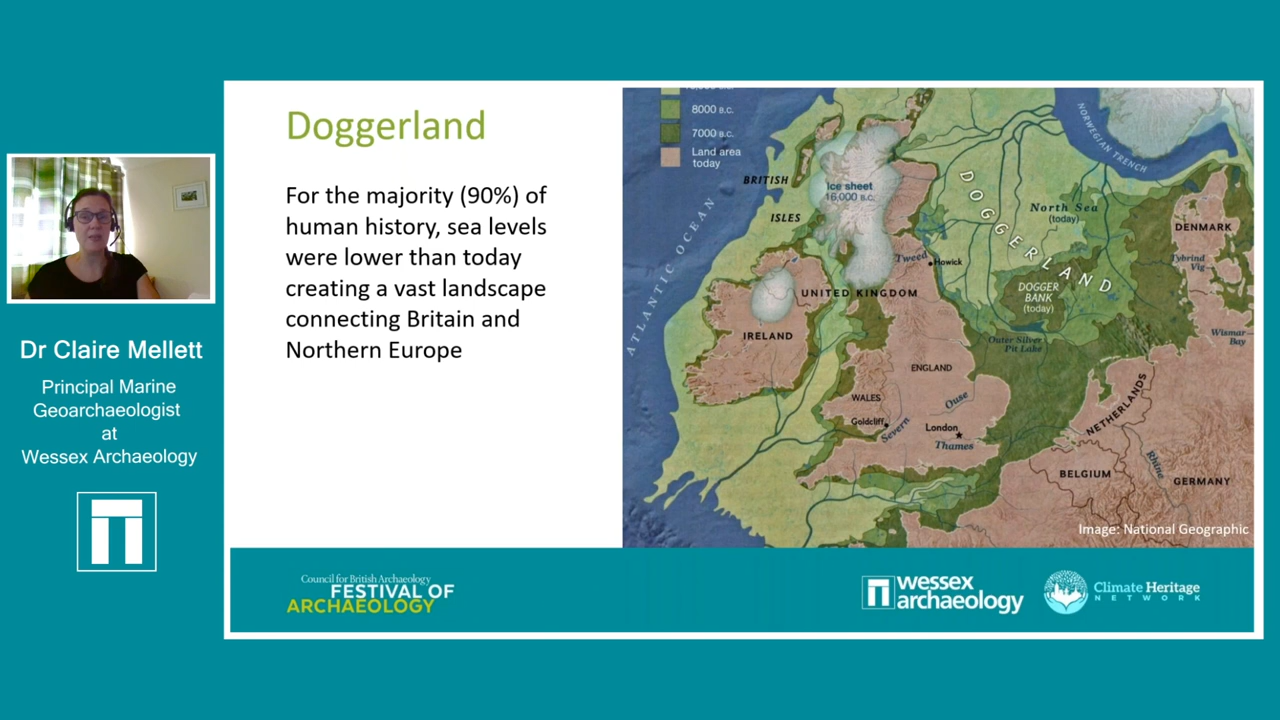 Doggerland
For the majority (90%) of
human history, sea levels
were lower than today
creating a vast landscape
connecting Britain and
Northern Europe
Dr Claire Mellett
Principal Marine
Geoarchaeologist
at
Wessex Archaeology
8000 B.C.
7000 B.C.
Land area
today
BRITISH
ISLES
Ice sheet
16,000 B.C.
ATLANTIC OCEAN
NORWEGIAN TRENCH
DOGGERLAND
North Sea
(today)
DENMARK
Tybrind
Vig
Tweed
Howick
DOGGER
BANK
(today)
UNITED KINGDOM
IRELAND
Outer Silver
Pit Lake
Wismar
Bay
ENGLAND
WALES
Ouse
Goldcliff
Severn
London
Thames
NETHERLANDS
BELGIUM
Rhine
GERMANY
Image: National Geographic
Council for British Archaeology
FESTIVAL OF
ARCHAEOLOGY
wessex
archaeology
Climate Heritage
NETWORK